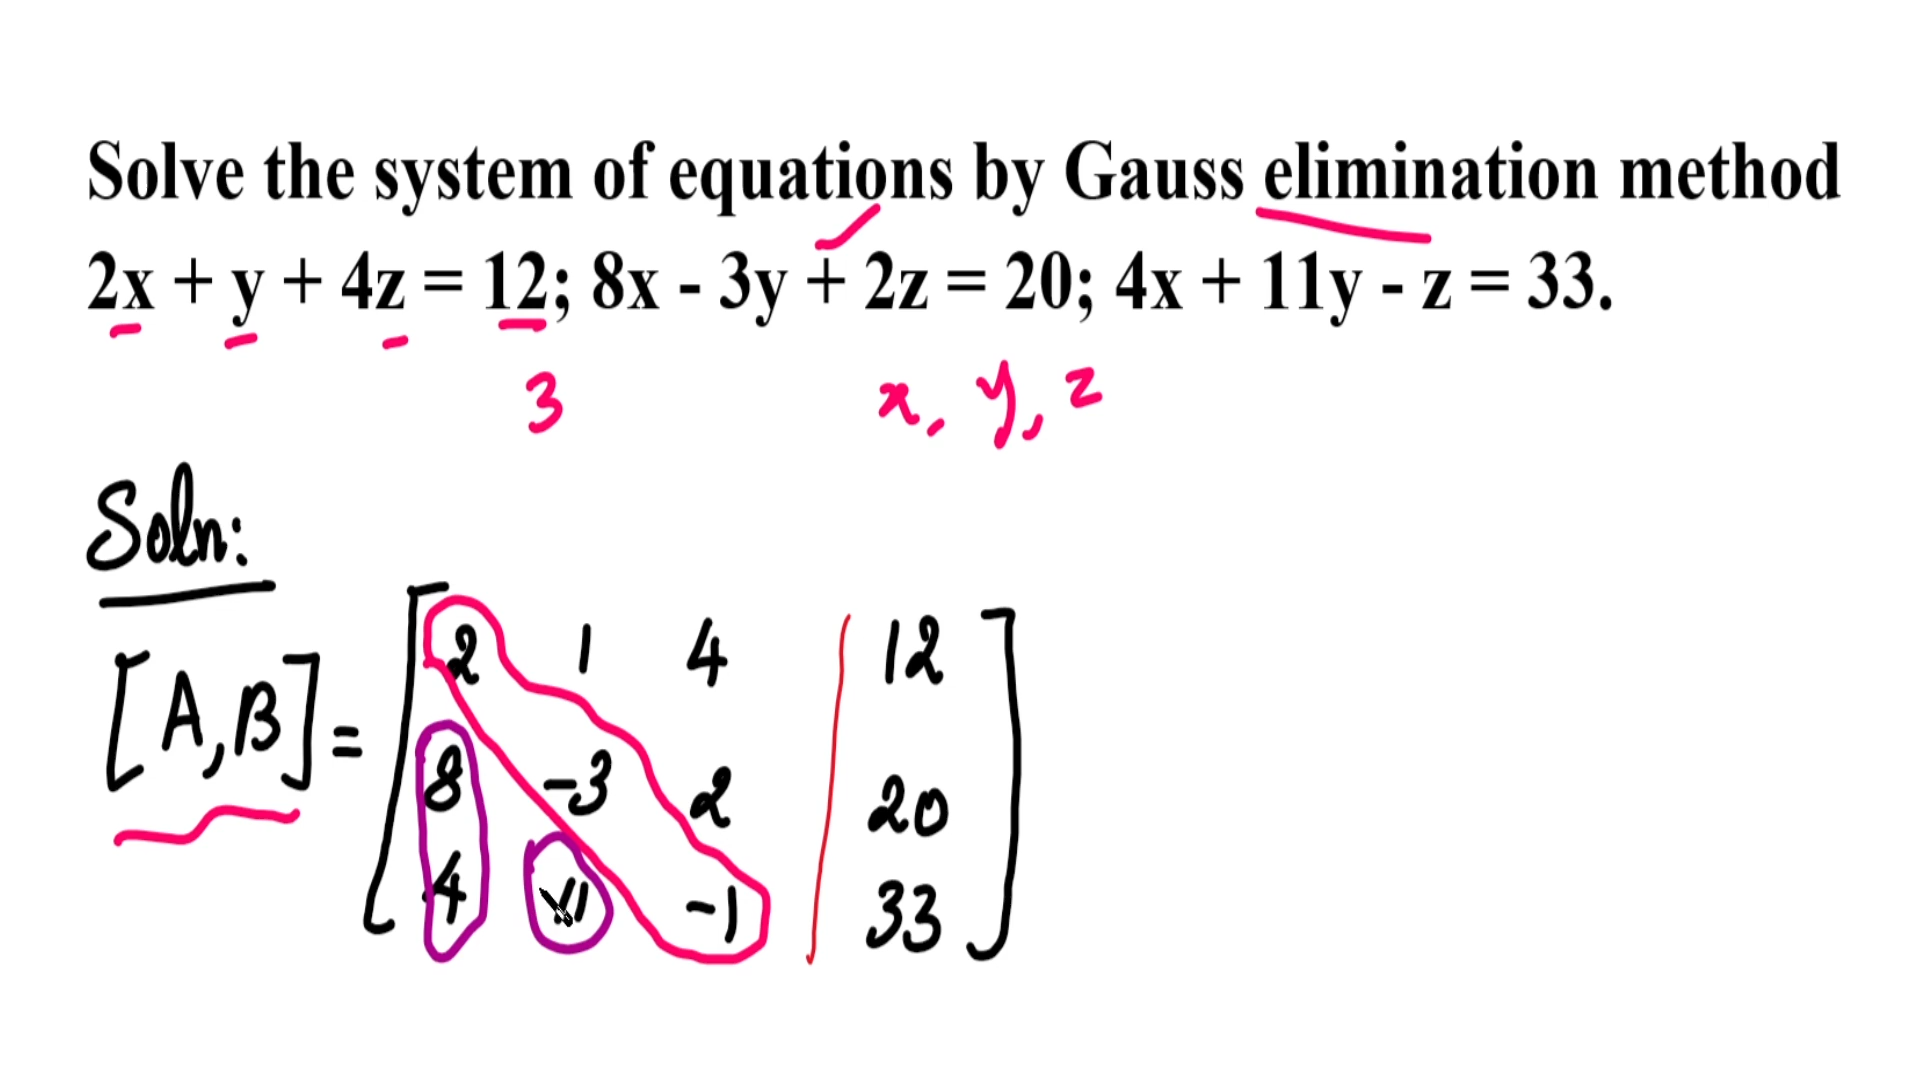 Solve the system of equations by Gauss elimination method
2x + y + 4z = 12; 8x - 3y + 2z = 20; 4x + 11y - z = 33.
3 x, y, z
Soln:
[A,B] =
2 1 4 | 12
8 -3 2 | 20
4 11 -1 | 33